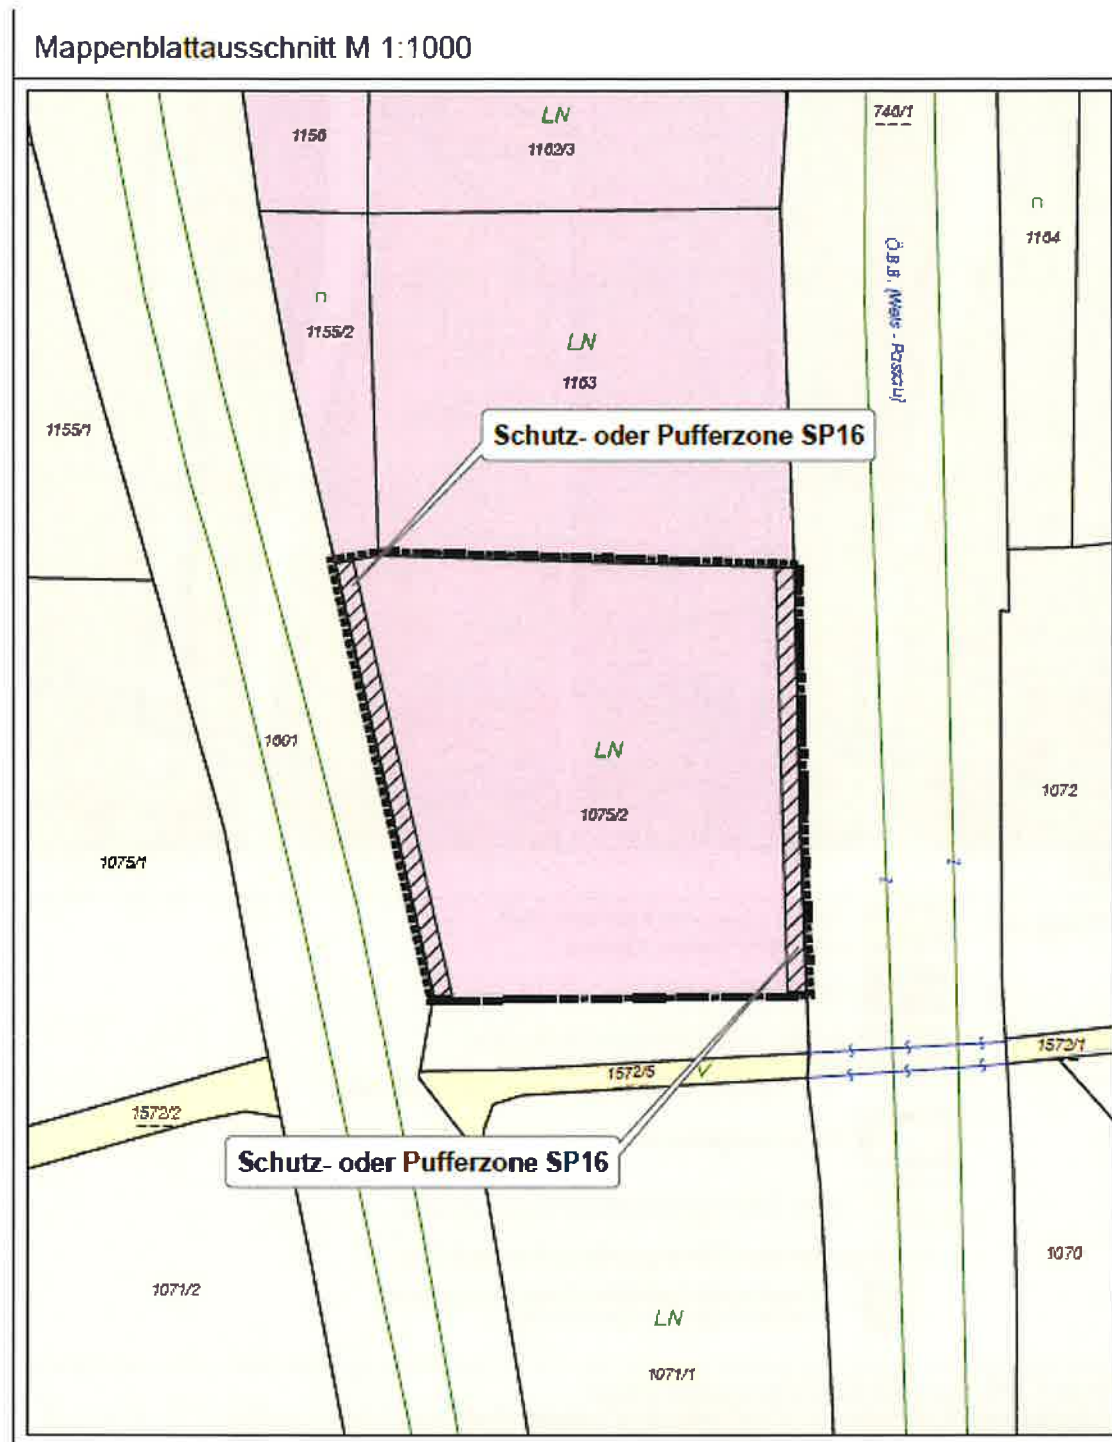 Mappenblattausschnitt M 1:1000
LN
740/1
1156
1162/3
n
1164
n
1155/2
LN
1163
1155/1
Schutz- oder Pufferzone SP16
1601
LN
1075/2
1072
1075/1
1572/1
1572/5
1572/2
Schutz- oder Pufferzone SP16
1070
1071/2
LN
1071/1
Ö.B.B. (Wels - Passau)